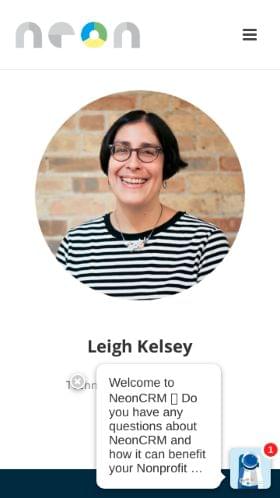 neon
Leigh Kelsey
Welcome to
NeonCRM ▯ Do
you have any
questions about
NeonCRM and
how it can benefit
your Nonprofit ...
1